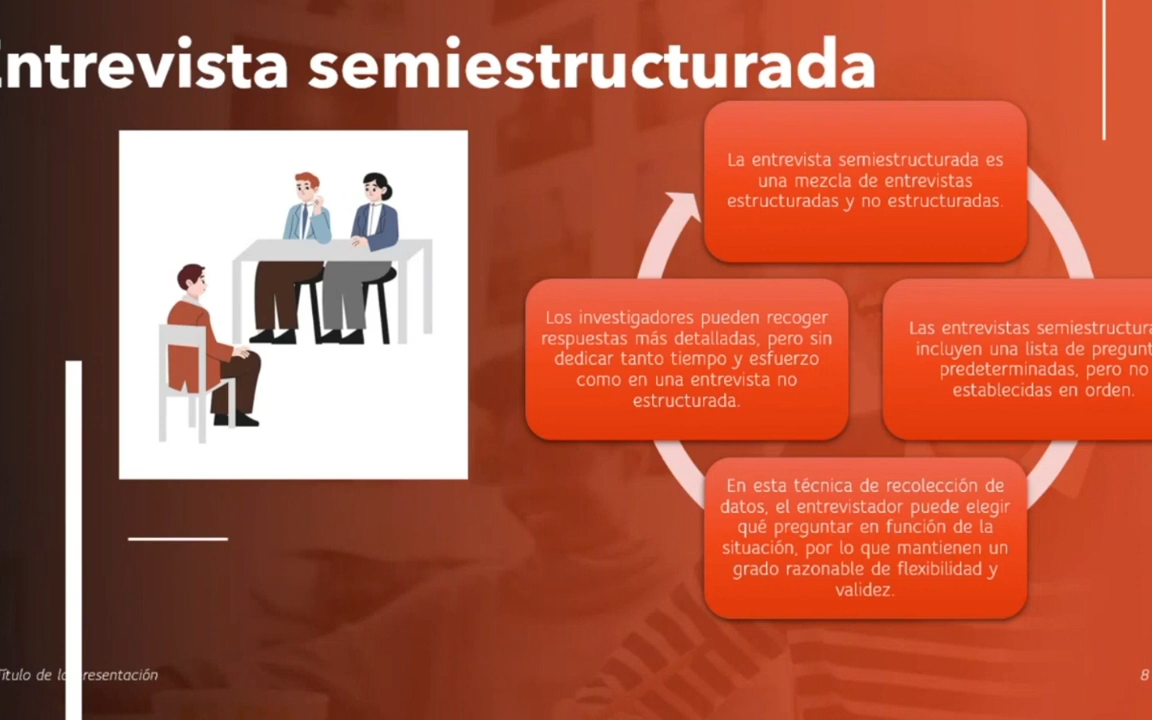 Entrevista semiestructurada
La entrevista semiestructurada es
una mezcla de entrevistas
estructuradas y no estructuradas.
Los investigadores pueden recoger
respuestas más detalladas, pero sin
dedicar tanto tiempo y esfuerzo
como en una entrevista no
estructurada.
Las entrevistas semiestructura
incluyen una lista de pregunt
predeterminadas, pero no
establecidas en orden.
En esta técnica de recolección de
datos, el entrevistador puede elegir
qué preguntar en función de la
situación, por lo que mantienen un
grado razonable de flexibilidad y
validez.
Título de la presentación
8